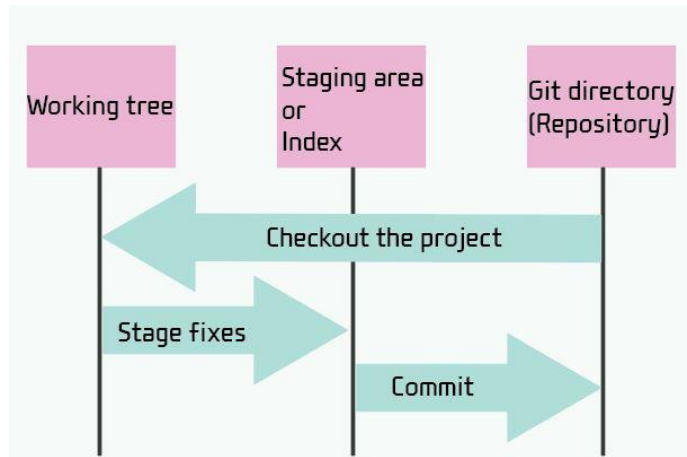 Working tree
Staging area
or
Index
Git directory
(Repository)
Checkout the project
Stage fixes
Commit